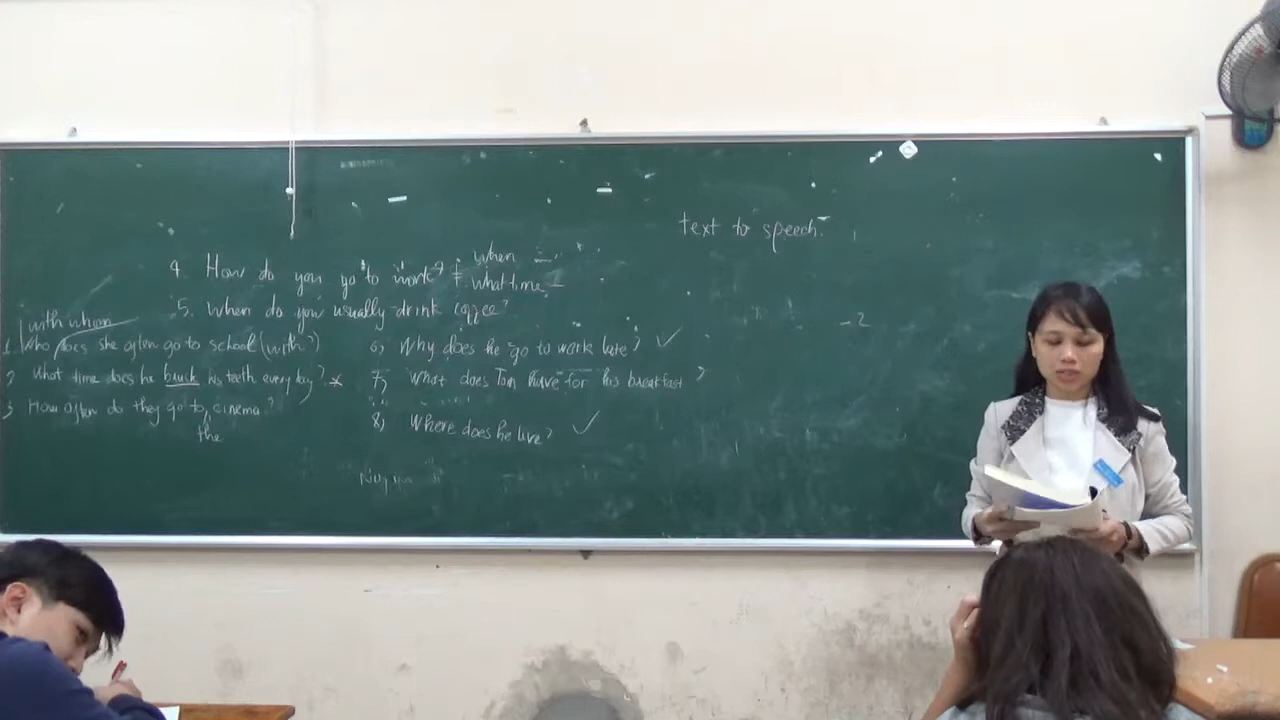 text to speech.
when
4. How do you go to work? + what time
5. When do you usually drink coffee?
with whom
1. Who does she often go to school (with?)
2 What time does he brush his teeth every day?
3 How often do they go to cinema?
the
6, Why does he go to work late? ✓
7, What does Tom have for his breakfast ?
8, Where does he live? ✓